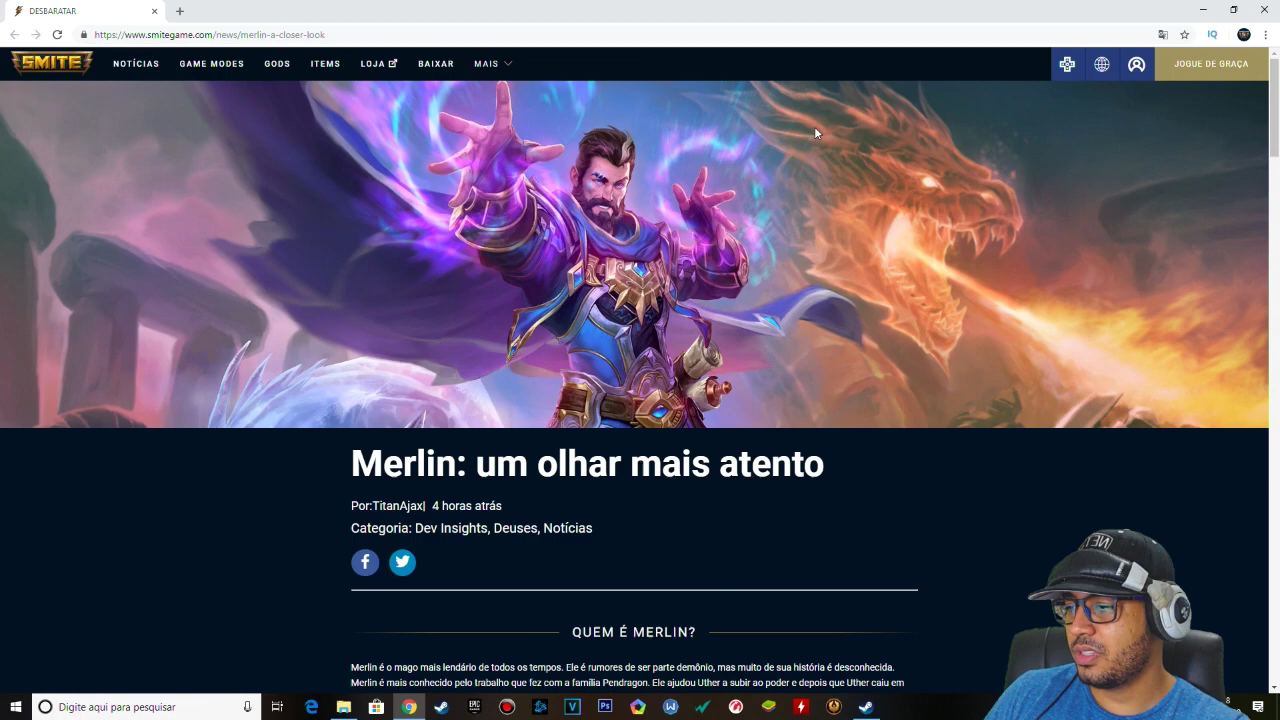 DESBARATAR
https://www.smitegame.com/news/merlin-a-closer-look
IQ
SMITE
NOTÍCIAS
GAME MODES
GODS
ITEMS
LOJA
BAIXAR
MAIS
JOGUE DE GRAÇA
Merlin: um olhar mais atento
Por:TitanAjax| 4 horas atrás
Categoria: Dev Insights, Deuses, Notícias
QUEM É MERLIN?
Merlin é o mago mais lendário de todos os tempos. Ele é rumores de ser parte demônio, mas muito de sua história é desconhecida.
Merlin é mais conhecido pelo trabalho que fez com a família Pendragon. Ele ajudou Uther a subir ao poder e depois que Uther caiu em
Digite aqui para pesquisar